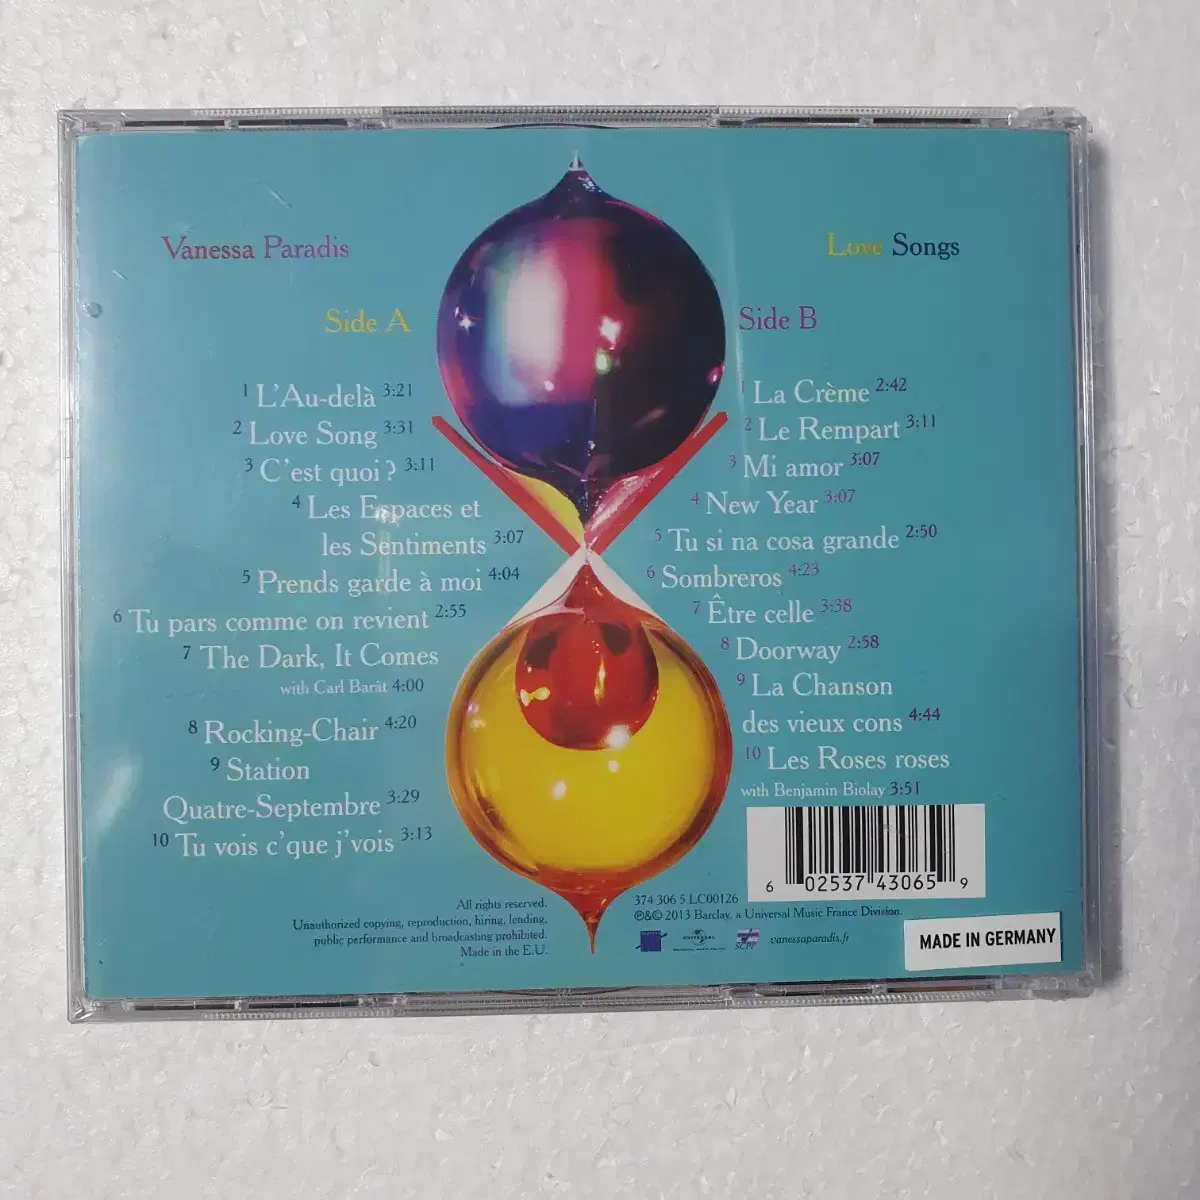 Vanessa Paradis
Love Songs
Side A
1 L'Au-delà 3:21
2 Love Song 3:31
3 C'est quoi ? 3:11
4 Les Espaces et
les Sentiments 3:07
5 Prends garde à moi 4:04
6 Tu pars comme on revient 2:55
7 The Dark, It Comes
with Carl Barât 4:00
8 Rocking-Chair 4:20
9 Station
Quatre-Septembre 3:29
10 Tu vois c'que j'vois 3:13
Side B
1 La Crème 2:42
2 Le Rempart 3:11
3 Mi amor 3:07
4 New Year 3:07
5 Tu si na cosa grande 2:50
6 Sombreros 4:23
7 Être celle 3:38
8 Doorway 2:58
9 La Chanson
des vieux cons 4:44
10 Les Roses roses
with Benjamin Biolay 3:51
6 02537 43065 9
All rights reserved.
Unauthorized copying, reproduction, hiring, lending,
public performance and broadcasting prohibited.
Made in the E.U.
374 306 5 LC00126
℗&© 2013 Barclay, a Universal Music France Division.
UNIVERSAL
SCPP
vanessaparadis.fr
MADE IN GERMANY